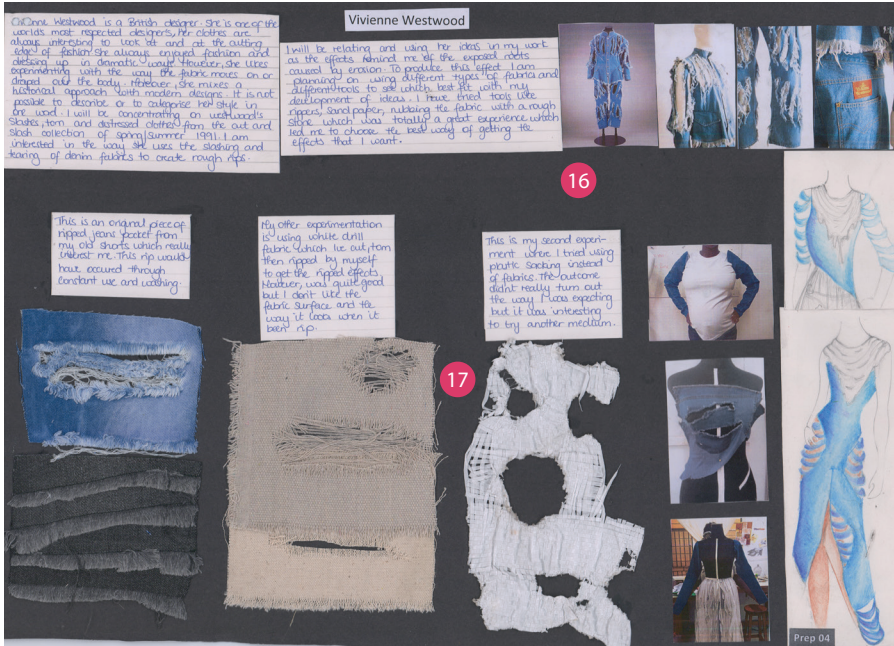 Vivienne Westwood
Vivienne Westwood is a British designer. She is one of the
worlds most respected designers, her clothes are
always interesting to look at and at the cutting
edge of fashion. She always enjoyed fashion and
dressing up in dramatic ways. However, she likes
experimenting with the way the fabric moves on or
draped out the body. Moreover, she mixes a
historical approach with modern designs. It is not
possible to describe or to categorise her style in
one word. I will be concentrating on westwood's
slashed, torn and distressed clothes from the cut and
slash collection of spring/summer 1991. I am
interested in the way she uses the slashing and
tearing of denim fabrics to create rough rips.
I will be relating and using her ideas in my work
as the effects remind me of the exposed roots
caused by erosion. To produce this effect I am
planning on using different types of fabrics and
different tools to see which best fit with my
development of ideas. I have tried tools like
rippers, sand paper, rubbing the fabric with a rough
stone which was totally a great experience which
led me to choose the best way of getting the
effects that I want.
16
This is an original piece of
ripped jeans jacket from
my old shorts which really
interest me. This rip would
have occured through
constant use and washing.
My other experimentation
is using white drill
fabric which is cut, torn
then ripped by myself
to get the ripped effects.
However, was quite good
but I don't like the
fabric surface and the
way it looks when it
been rip.
This is my second experi-
ment where I tried using
plastic sacking instead
of fabrics. The outcome
didn't really turn out
the way I was expecting
but it was interesting
to try another medium.
17
Prep 04